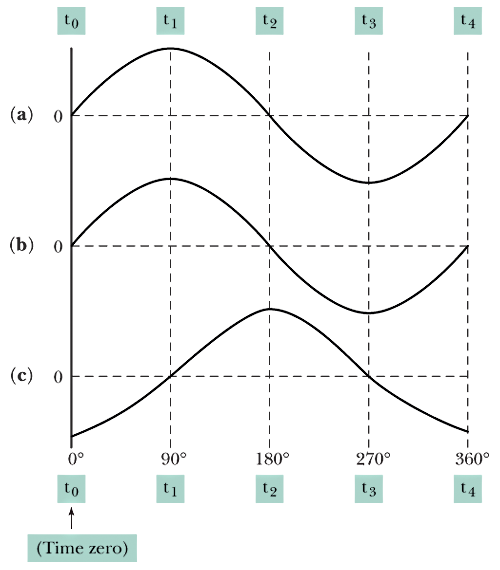 t0 t1 t2 t3 t4
(a) 0
(b) 0
(c) 0
0° 90° 180° 270° 360°
t0 t1 t2 t3 t4
(Time zero)